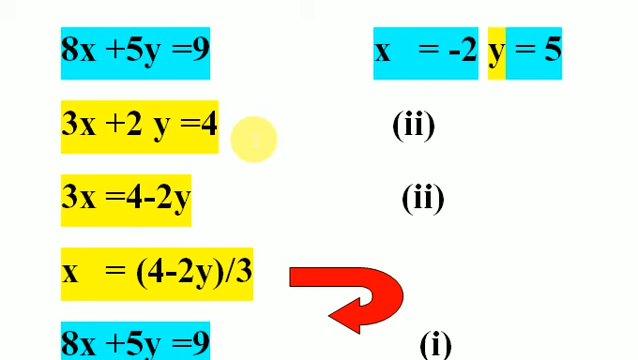 8x +5y =9 x = -2 y = 5
3x +2 y =4 (ii)
3x =4-2y (ii)
x = (4-2y)/3
8x +5y =9 (i)